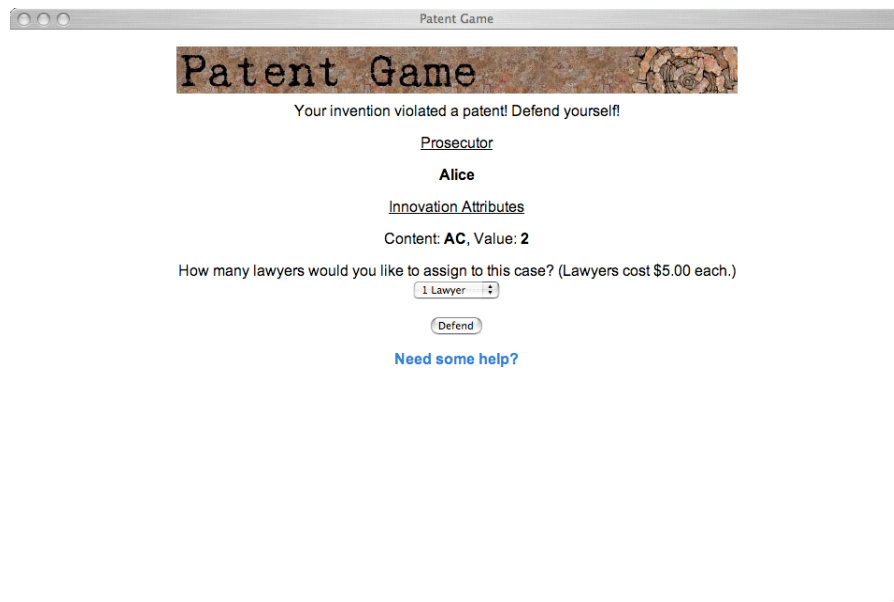 Patent Game
Patent Game
Your invention violated a patent! Defend yourself!
Prosecutor
Alice
Innovation Attributes
Content: AC, Value: 2
How many lawyers would you like to assign to this case? (Lawyers cost $5.00 each.)
1 Lawyer
Defend
Need some help?